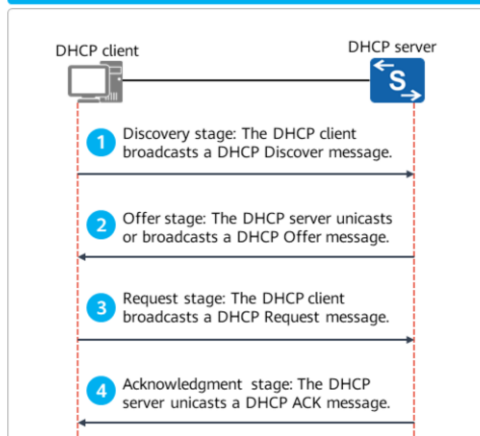 DHCP client
DHCP server
S
1
Discovery stage: The DHCP client
broadcasts a DHCP Discover message.
2
Offer stage: The DHCP server unicasts
or broadcasts a DHCP Offer message.
3
Request stage: The DHCP client
broadcasts a DHCP Request message.
4
Acknowledgment stage: The DHCP
server unicasts a DHCP ACK message.